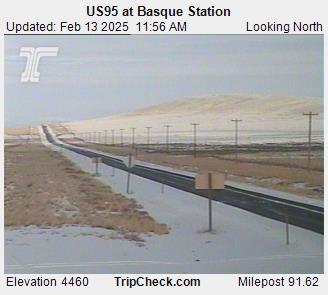 US95 at Basque Station
Updated: Feb 13 2025 11:56 AM Looking North
Elevation 4460 TripCheck.com Milepost 91.62